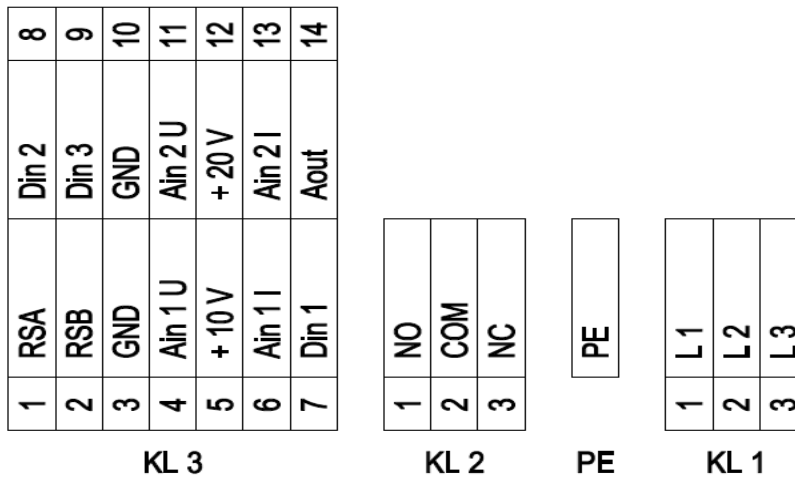 8 9 10 11 12 13 14
Din 2 Din 3 GND Ain 2 U + 20 V Ain 2 I Aout
RSA RSB GND Ain 1 U + 10 V Ain 1 I Din 1 NO COM NC PE L 1 L 2 L 3
1 2 3 4 5 6 7 1 2 3 1 2 3
KL 3 KL 2 PE KL 1